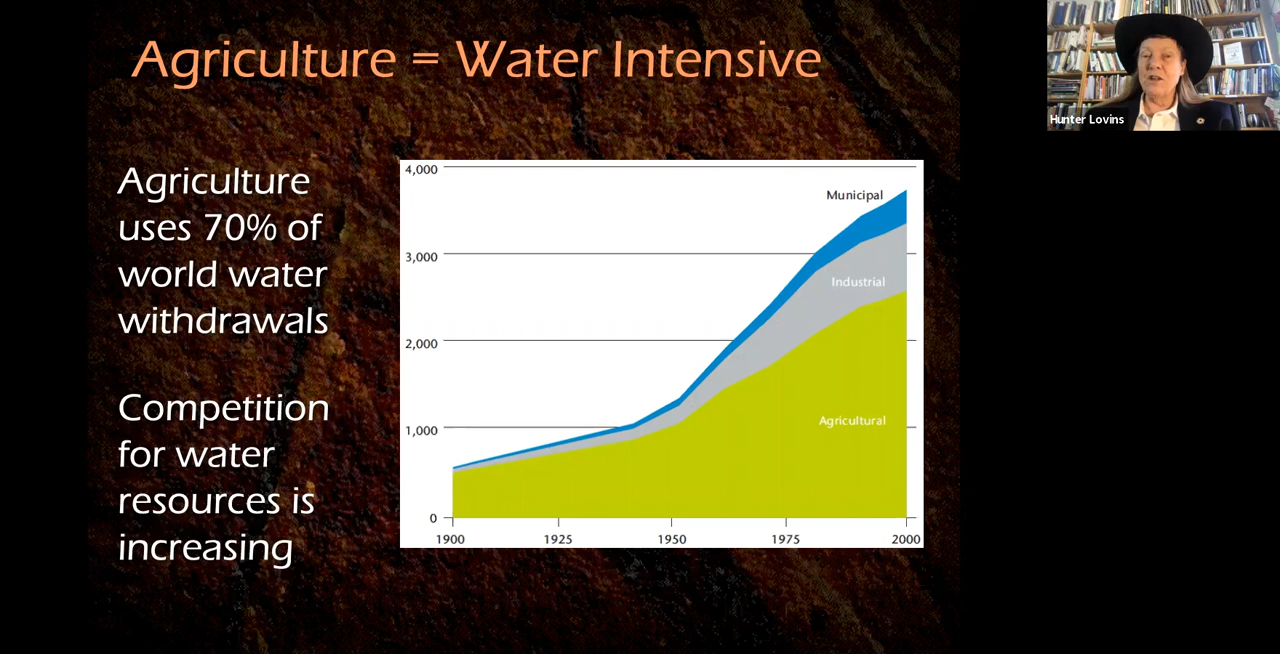 Agriculture = Water Intensive
Hunter Lovins
Agriculture
uses 70% of
world water
withdrawals
Competition
for water
resources is
increasing
4,000
3,000
2,000
1,000
0
Municipal
Industrial
Agricultural
1900 1925 1950 1975 2000